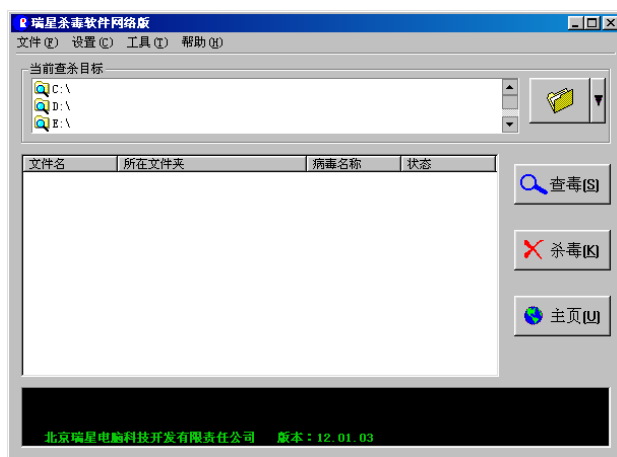 瑞星杀毒软件网络版
文件(F) 设置(C) 工具(T) 帮助(H)
当前查杀目标
C:\
D:\
E:\
文件名 所在文件夹 病毒名称 状态
查毒[S]
杀毒[K]
主页[U]
北京瑞星电脑科技开发有限责任公司 版本：12.01.03